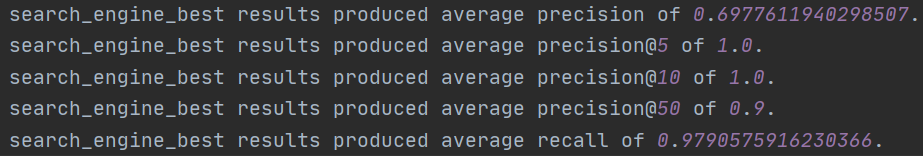 search_engine_best results produced average precision of 0.6977611940298507.
search_engine_best results produced average precision@5 of 1.0.
search_engine_best results produced average precision@10 of 1.0.
search_engine_best results produced average precision@50 of 0.9.
search_engine_best results produced average recall of 0.9790575916230366.